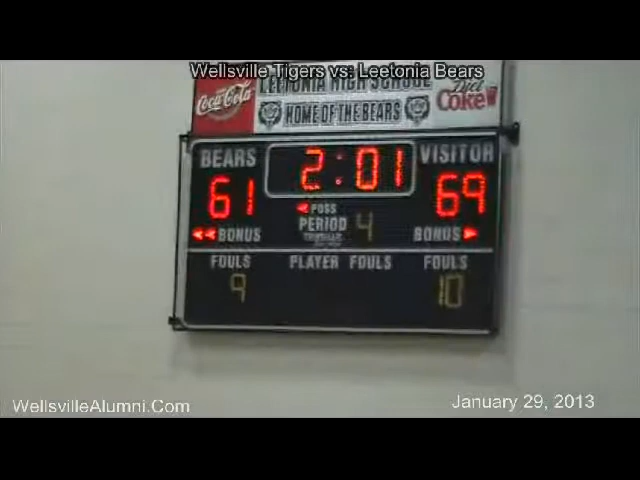 Wellsville Tigers vs. Leetonia Bears
Coca-Cola LEETONIA HIGH SCHOOL Diet Coke
HOME OF THE BEARS
BEARS 2:01 VISITOR
61 69
POSS
PERIOD 4
BONUS BONUS
FOULS PLAYER FOULS FOULS
9 10
WellsvilleAlumni.Com January 29, 2013